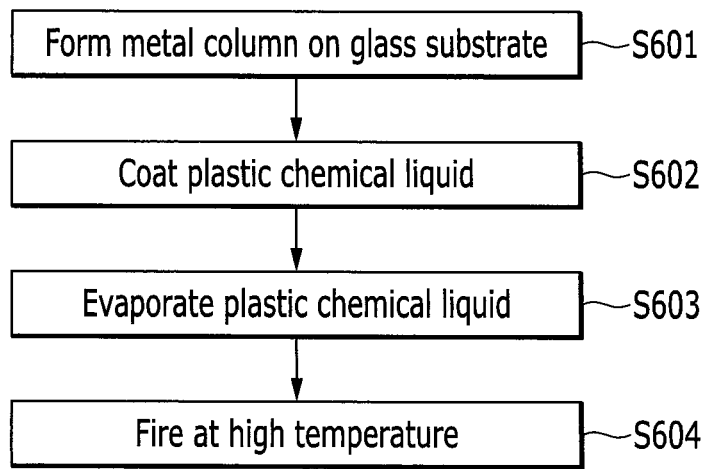 Form metal column on glass substrate S601
Coat plastic chemical liquid S602
Evaporate plastic chemical liquid S603
Fire at high temperature S604